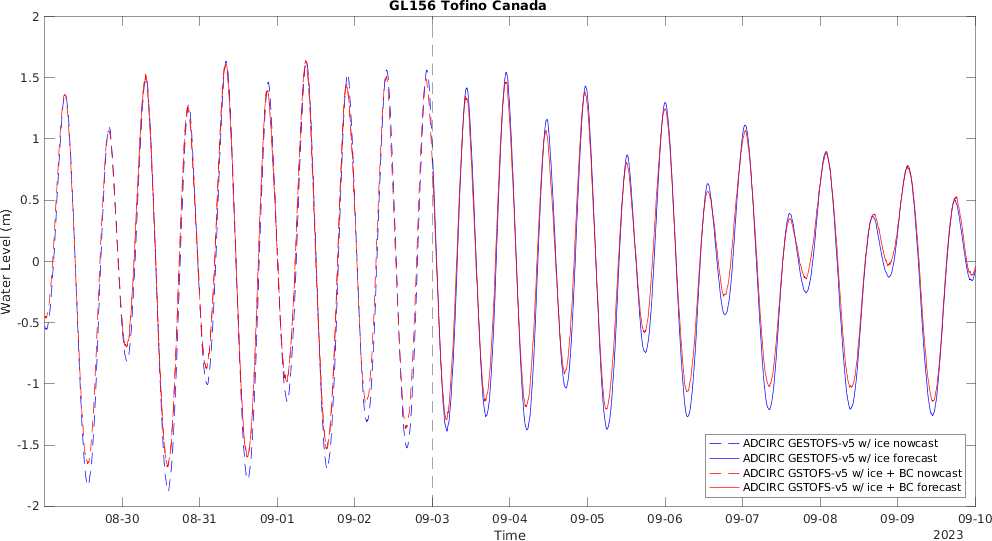 GL156 Tofino Canada
Water Level (m)
2
1.5
1
0.5
0
-0.5
-1
-1.5
-2
ADCIRC GESTOFS-v5 w/ ice nowcast
ADCIRC GESTOFS-v5 w/ ice forecast
ADCIRC GSTOFS-v5 w/ ice + BC nowcast
ADCIRC GSTOFS-v5 w/ ice + BC forecast
08-30 08-31 09-01 09-02 09-03 09-04 09-05 09-06 09-07 09-08 09-09 09-10
Time
2023